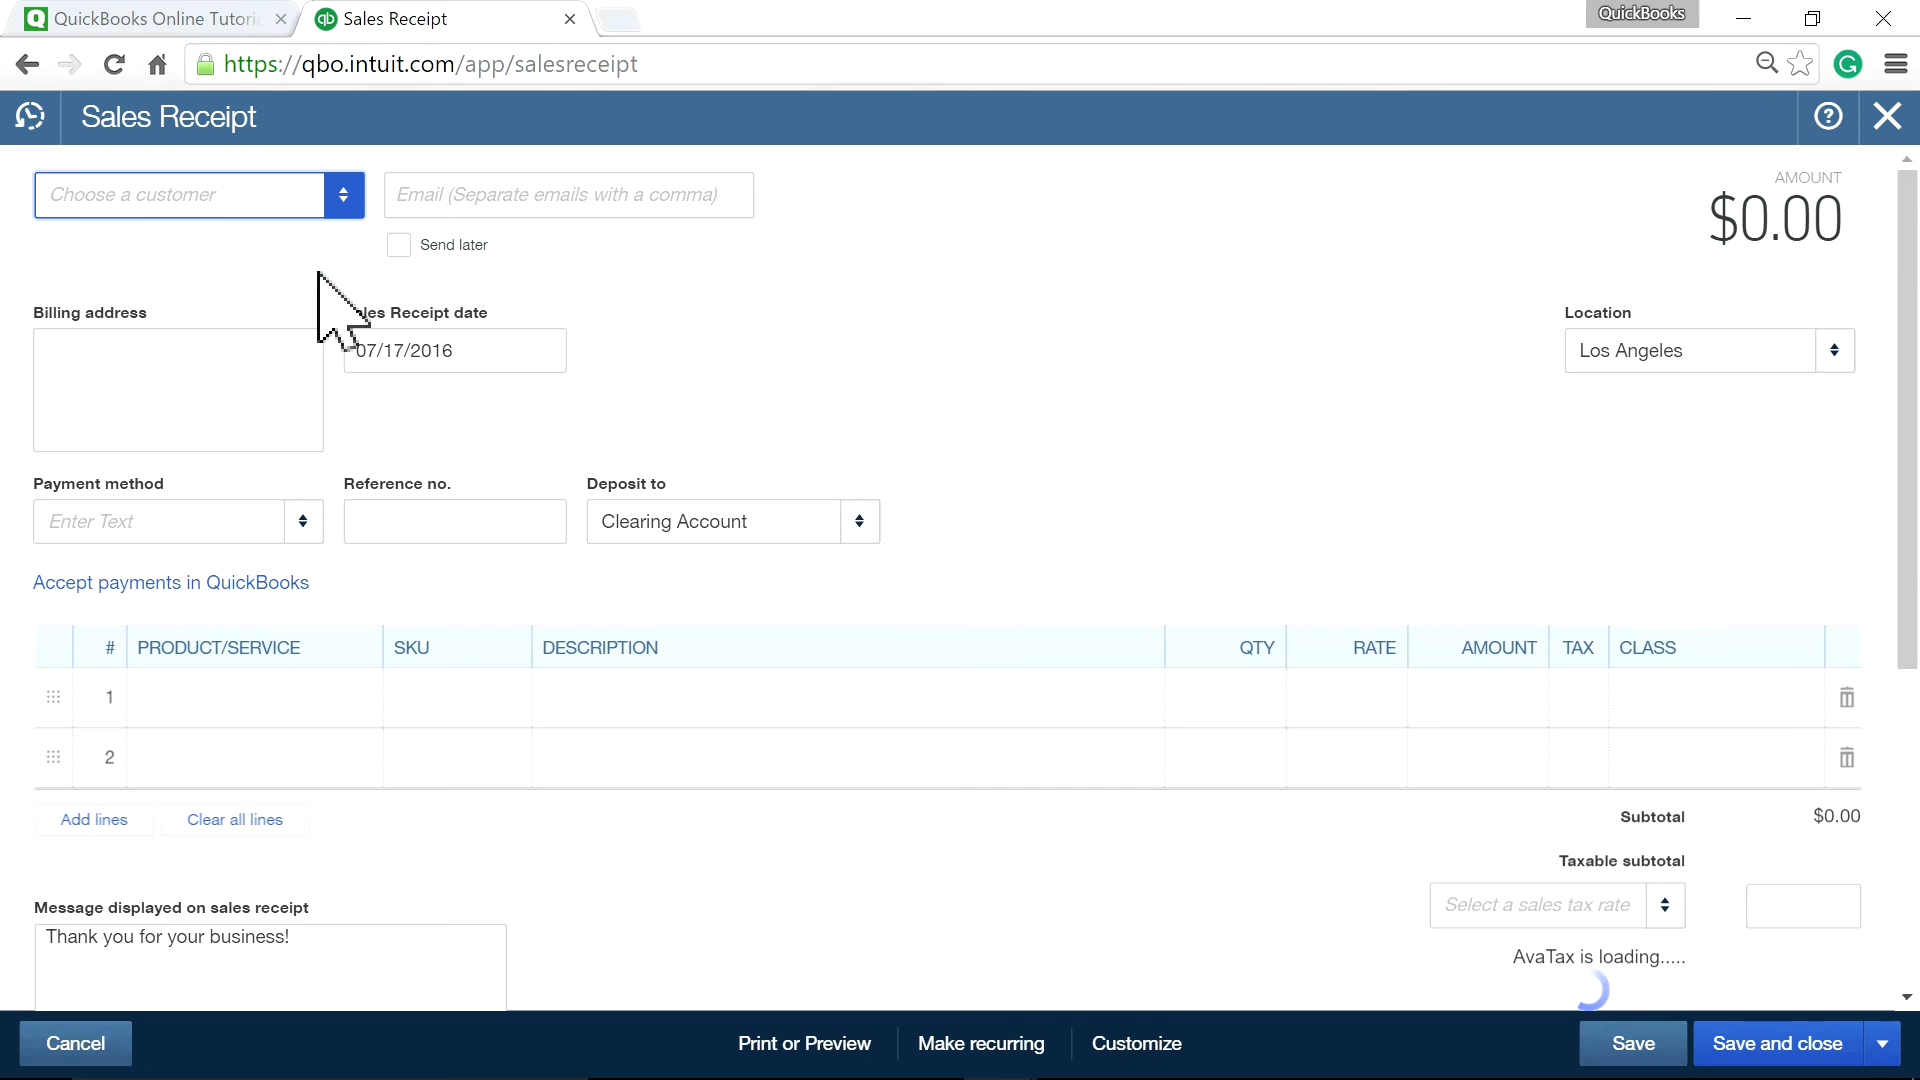 QuickBooks Online Tutoria
Sales Receipt
QuickBooks
https://qbo.intuit.com/app/salesreceipt
Sales Receipt
Choose a customer
Email (Separate emails with a comma)
Send later
AMOUNT
$0.00
Billing address
les Receipt date
07/17/2016
Location
Los Angeles
Payment method
Reference no.
Deposit to
Enter Text
Clearing Account
Accept payments in QuickBooks
# PRODUCT/SERVICE SKU DESCRIPTION QTY RATE AMOUNT TAX CLASS
1
2
Add lines
Clear all lines
Subtotal $0.00
Taxable subtotal
Select a sales tax rate
AvaTax is loading.....
Message displayed on sales receipt
Thank you for your business!
Cancel
Print or Preview
Make recurring
Customize
Save
Save and close